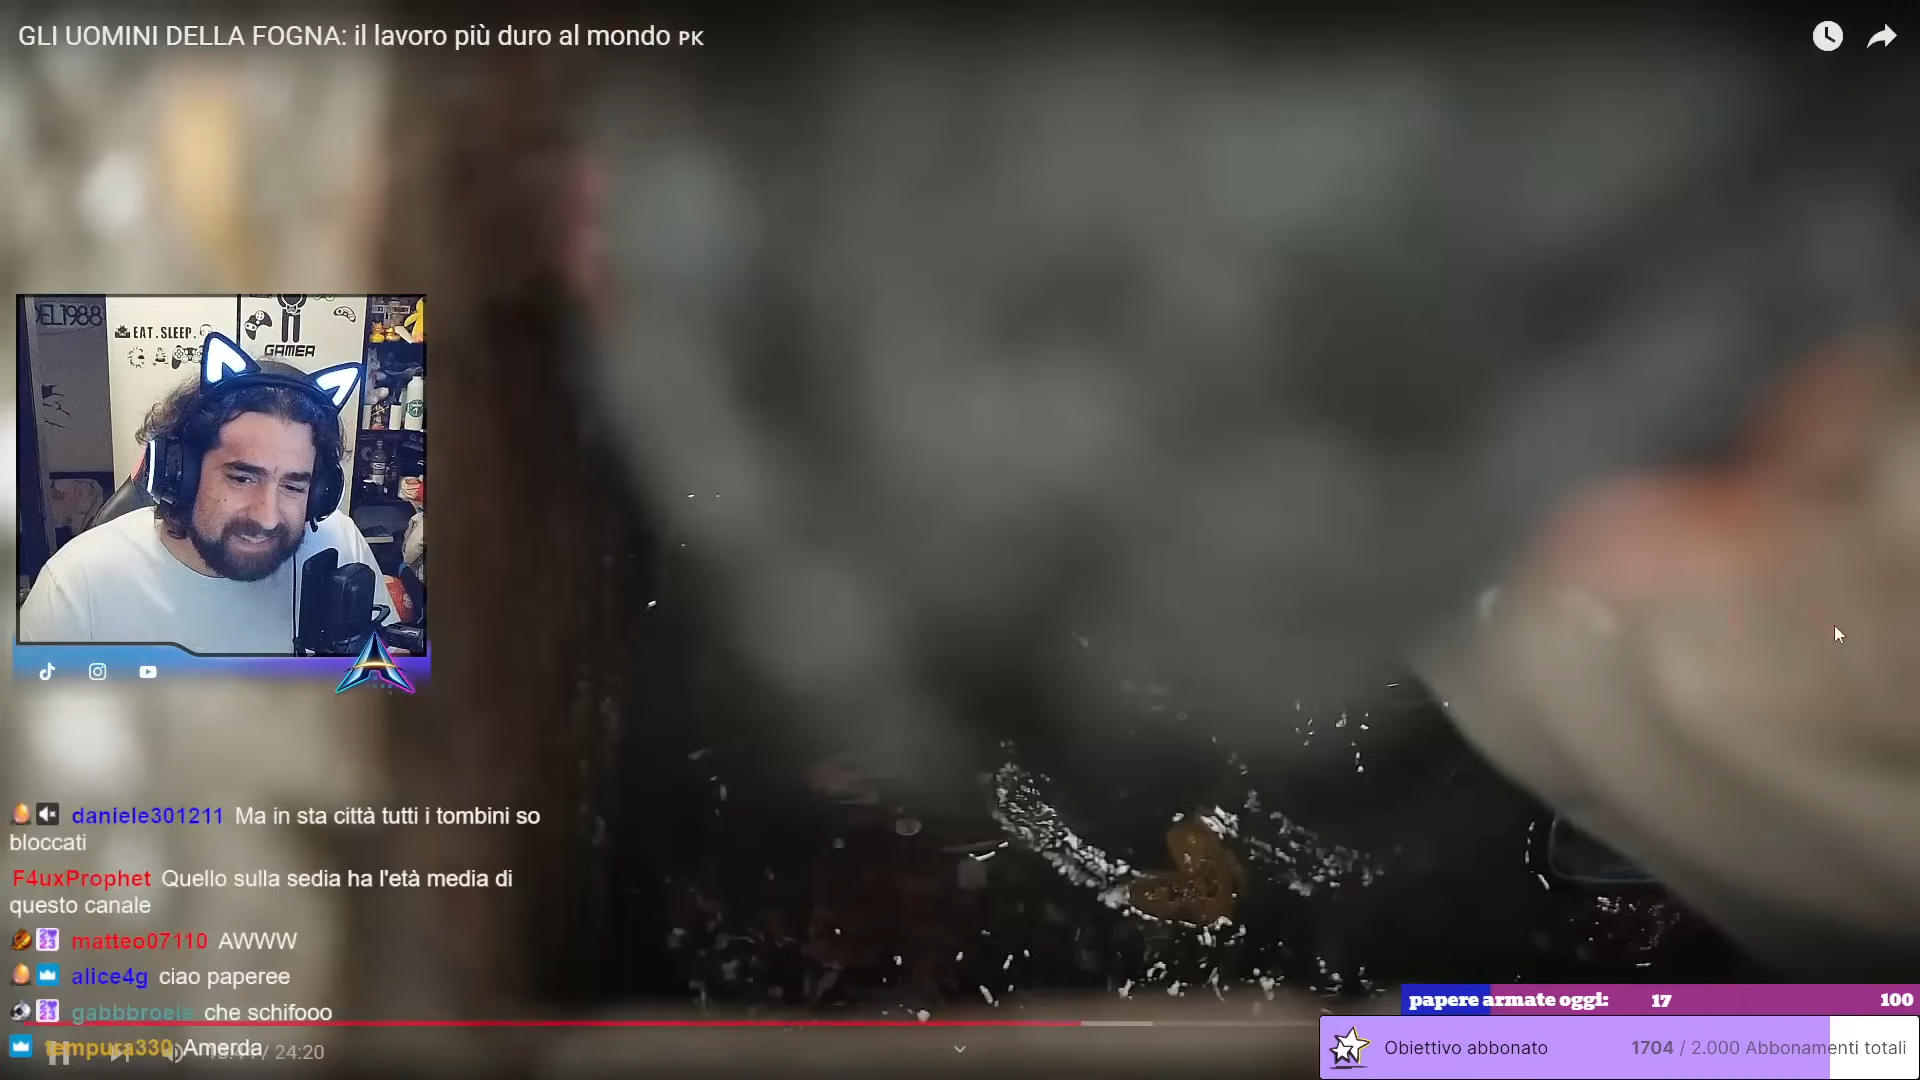 GLI UOMINI DELLA FOGNA: il lavoro più duro al mondo PK
EL1988
EAT.SLEEP.
GAMER
daniele301211 Ma in sta città tutti i tombini so
bloccati
F4uxProphet Quello sulla sedia ha l'età media di
questo canale
matteo07110 AWWW
alice4g ciao paperee
gabbbroele che schifooo
tempura330 Amerda
/ 24:20
papere armate oggi: 17 100
Obiettivo abbonato 1704 / 2.000 Abbonamenti totali